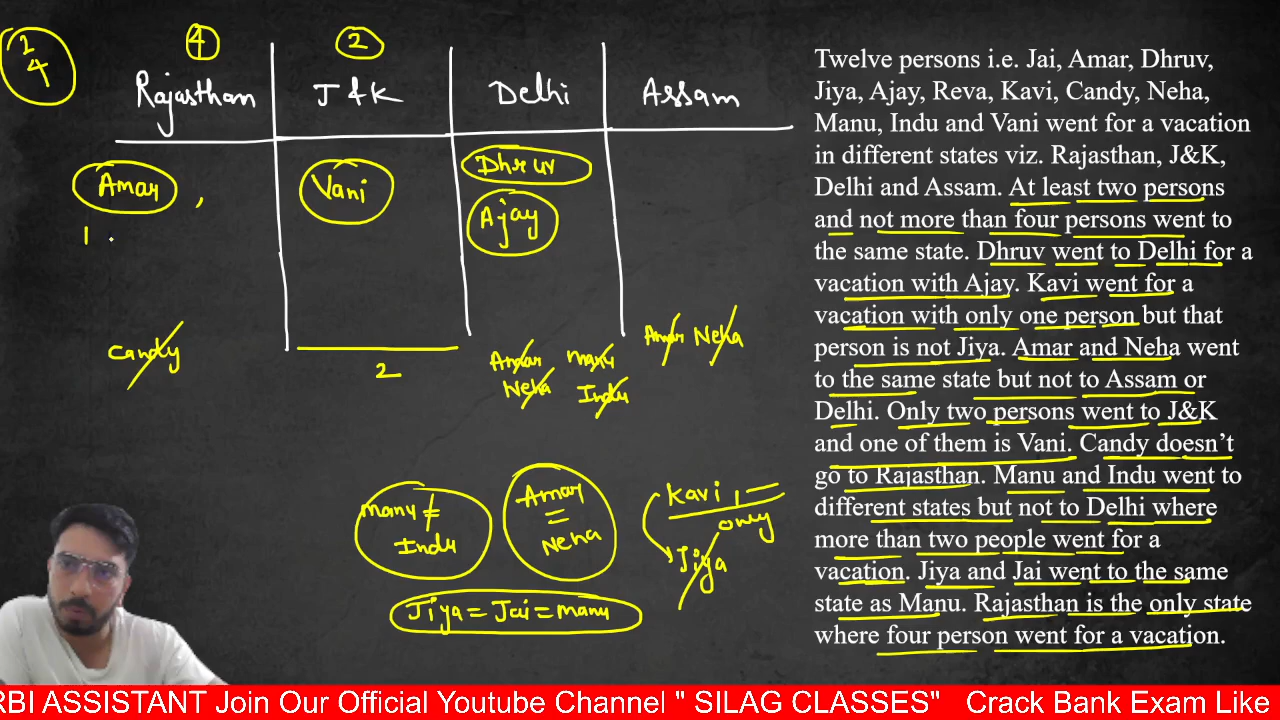 2
4
4
2
Rajasthan
J & K
Delhi
Assam
Amar ,
Vani
Dhruv
Ajay
Candy
2
Amar
Manu
Neha
Indu
Amar Neha
Manu ≠
Indu
Amar
=
Neha
Kavi ,
only
Jiya
Jiya = Jai = Manu
Twelve persons i.e. Jai, Amar, Dhruv,
Jiya, Ajay, Reva, Kavi, Candy, Neha,
Manu, Indu and Vani went for a vacation
in different states viz. Rajasthan, J&K,
Delhi and Assam. At least two persons
and not more than four persons went to
the same state. Dhruv went to Delhi for a
vacation with Ajay. Kavi went for a
vacation with only one person but that
person is not Jiya. Amar and Neha went
to the same state but not to Assam or
Delhi. Only two persons went to J&K
and one of them is Vani. Candy doesn’t
go to Rajasthan. Manu and Indu went to
different states but not to Delhi where
more than two people went for a
vacation. Jiya and Jai went to the same
state as Manu. Rajasthan is the only state
where four person went for a vacation.
RBI ASSISTANT Join Our Official Youtube Channel " SILAG CLASSES" Crack Bank Exam Like